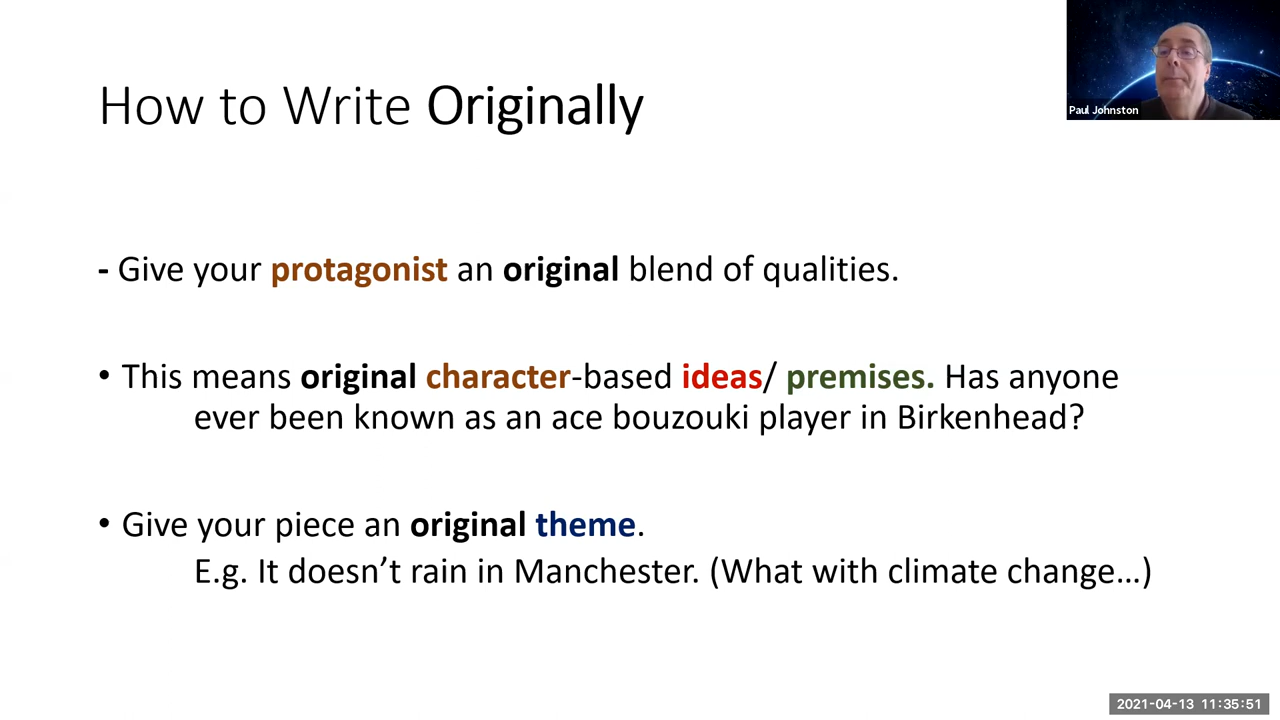 Paul Johnston
How to Write Originally
- Give your protagonist an original blend of qualities.
• This means original character-based ideas/ premises. Has anyone
ever been known as an ace bouzouki player in Birkenhead?
• Give your piece an original theme.
E.g. It doesn’t rain in Manchester. (What with climate change…)
2021-04-13 11:35:51